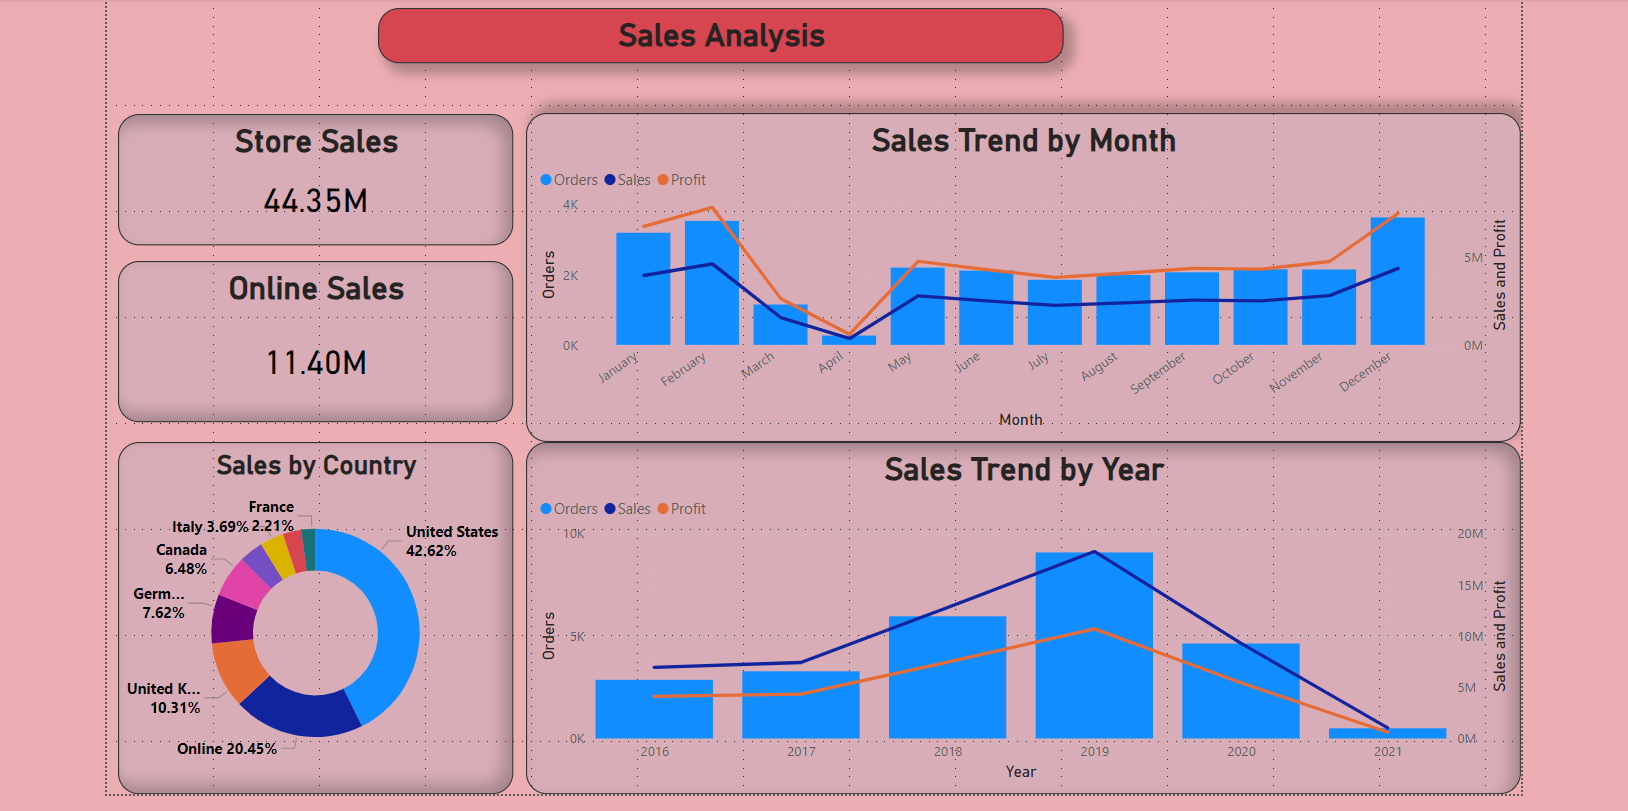 Sales Analysis
Store Sales
44.35M
Online Sales
11.40M
Sales Trend by Month
Orders Sales Profit
4K
2K
0K
Orders
5M
0M
Sales and Profit
January February March April May June July August September October November December
Month
Sales by Country
France
2.21%
Italy 3.69%
Canada
6.48%
Germ...
7.62%
United K...
10.31%
Online 20.45%
United States
42.62%
Sales Trend by Year
Orders Sales Profit
10K
5K
0K
Orders
20M
15M
10M
5M
0M
Sales and Profit
2016 2017 2018 2019 2020 2021
Year